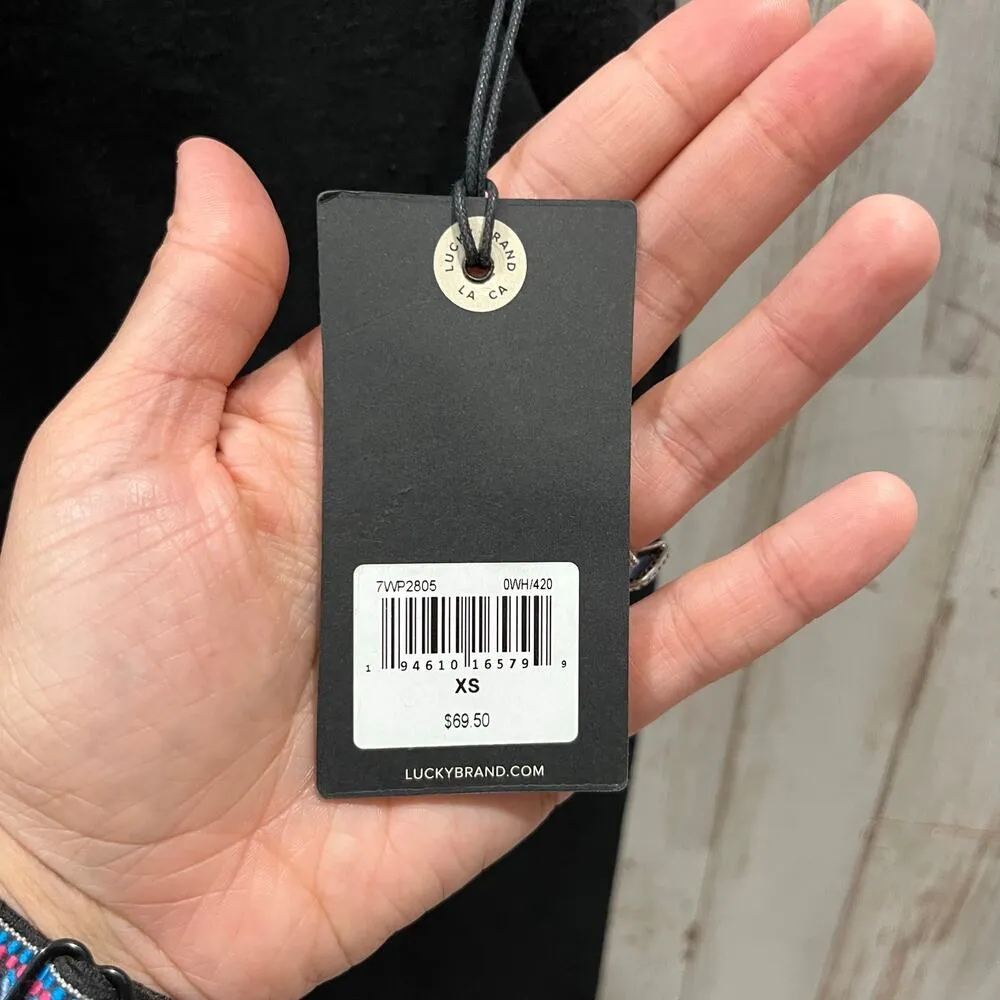 LUCKY BRAND
LA CA
7WP2805 0WH/420
1 94610 16579 9
XS
$69.50
LUCKYBRAND.COM